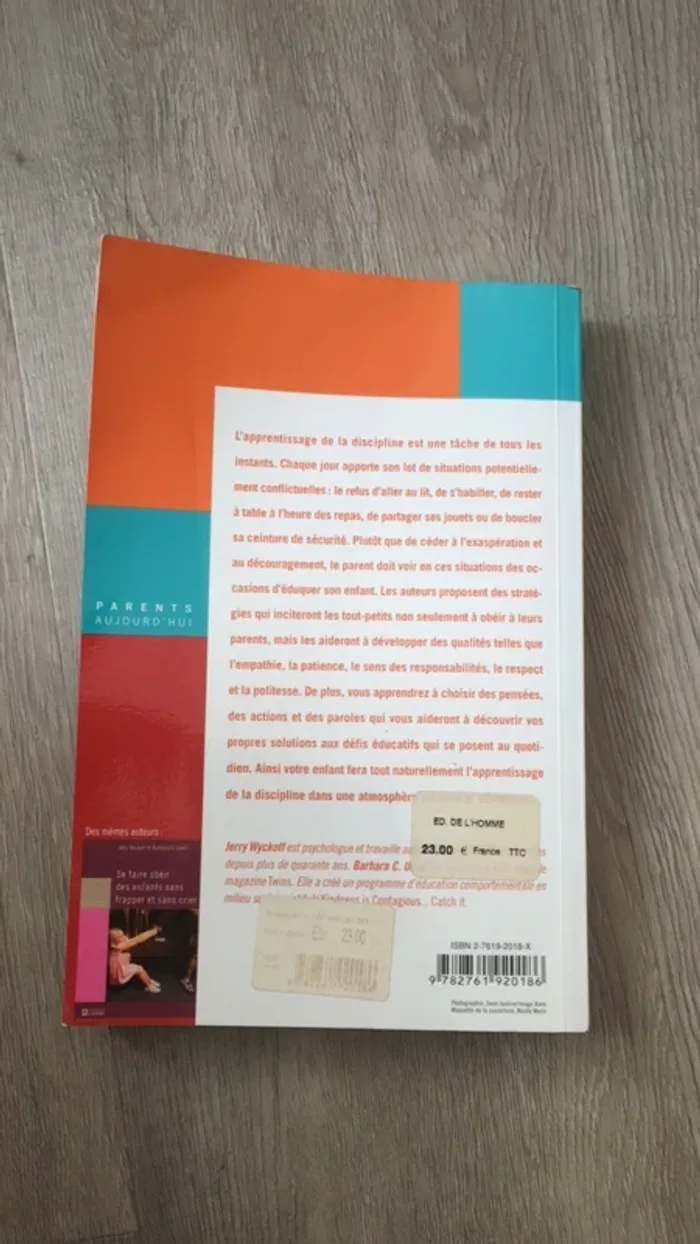 L'apprentissage de la discipline est une tâche de tous les
instants. Chaque jour apporte son lot de situations potentielle-
ment conflictuelles : le refus d'aller au lit, de s'habiller, de rester
à table à l'heure des repas, de partager ses jouets ou de boucler
sa ceinture de sécurité. Plutôt que de céder à l'exaspération et
au découragement, le parent doit voir en ces situations des oc-
casions d'éduquer son enfant. Les auteurs proposent des straté-
gies qui inciteront les tout-petits non seulement à obéir à leurs
parents, mais les aideront à développer des qualités telles que
l'empathie, la patience, le sens des responsabilités, le respect
et la politesse. De plus, vous apprendrez à choisir des pensées,
des actions et des paroles qui vous aideront à découvrir vos
propres solutions aux défis éducatifs qui se posent au quoti-
dien. Ainsi votre enfant fera tout naturellement l'apprentissage
de la discipline dans une
PARENTS
AUJOURD'HUI
ED. DE L'HOMME
23.00 € France TTC
Jerry Wyckoff est psychologue et travaille
depuis plus de quarante ans. Barbara C.
magazine Twins. Elle a créé un programme d'éducation comportementale en
milieu Kindness is Contagious... Catch it.
Des mêmes auteurs :
Se faire obéir
des enfants sans
frapper et sans crier
23.00
ISBN 2-7619-2018-X
9 782761 920186